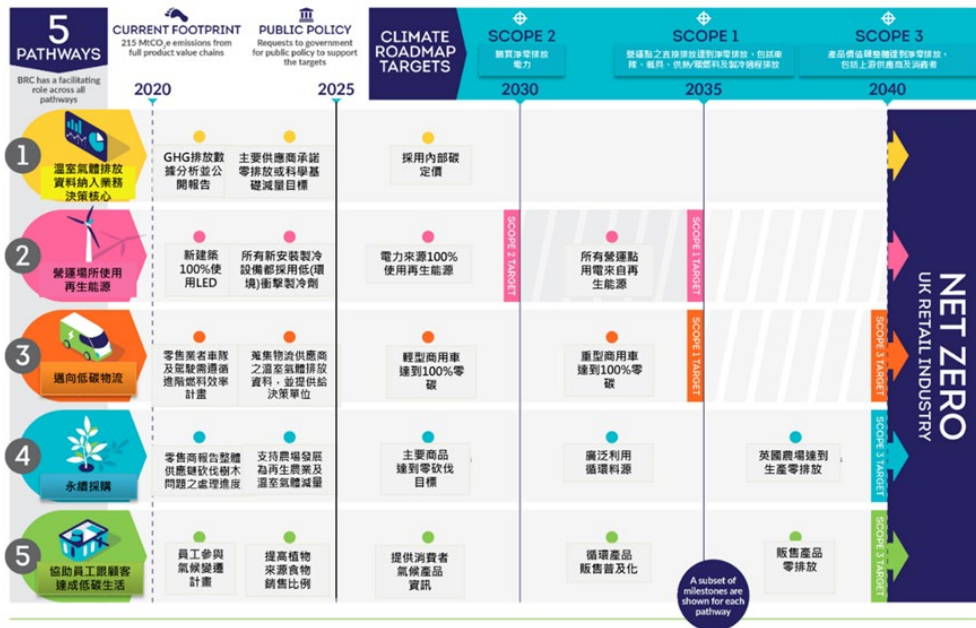 5
PATHWAYS
BRC has a facilitating
role across all
pathways
CURRENT FOOTPRINT
215 MtCO₂e emissions from
full product value chains
2020
PUBLIC POLICY
Requests to government
for public policy to support
the targets
2025
CLIMATE
ROADMAP
TARGETS
SCOPE 2
購買淨零排放
電力
2030
SCOPE 1
營運點之直接排放達到淨零排放，包括車
隊、載具、供熱/暖燃料及製冷過程排放
2035
SCOPE 3
產品價值鏈整體達到淨零排放，
包括上游供應商及消費者
2040
1
溫室氣體排放
資料納入業務
決策核心
GHG排放數
據分析並公
開報告
主要供應商承諾
零排放或科學基
礎減量目標
採用內部碳
定價
2
營運場所使用
再生能源
新建築
100%使
用LED
所有新安裝製冷
設備都採用低(環
境)衝擊製冷劑
電力來源100%
使用再生能源
SCOPE 2 TARGET
所有營運點
用電來自再
生能源
SCOPE 1 TARGET
3
邁向低碳物流
零售業者車隊
及駕駛需遵循
進階燃料效率
計畫
蒐集物流供應商
之溫室氣體排放
資料，並提供給
決策單位
輕型商用車
達到100%零
碳
重型商用車
達到100%零
碳
SCOPE 1 TARGET
SCOPE 3 TARGET
4
永續採購
零售商報告整體
供應鏈砍伐樹木
問題之處理進度
支持農場發展
為再生農業及
溫室氣體減量
主要商品
達到零砍伐
目標
廣泛利用
循環料源
英國農場達到
生產零排放
SCOPE 3 TARGET
5
協助員工跟顧客
達成低碳生活
員工參與
氣候變遷
計畫
提高植物
來源食物
銷售比例
提供消費者
氣候產品
資訊
循環產品
販售普及化
販售產品
零排放
SCOPE 3 TARGET
A subset of
milestones are
shown for each
pathway
NET ZERO
UK RETAIL INDUSTRY